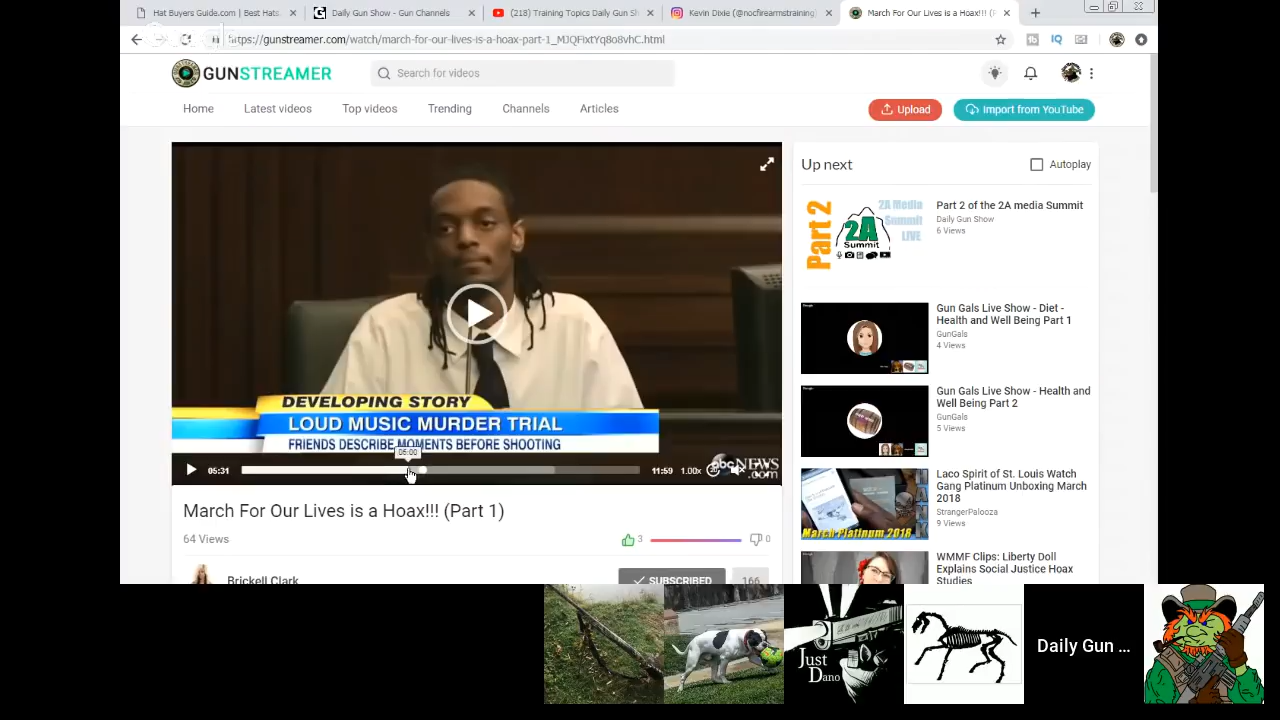 Hat Buyers Guide.com | Best Hats.
Daily Gun Show - Gun Channels
(218) Training Topics Daily Gun Sh
Kevin Dixie (@nocfirearmstraining)
March For Our Lives is a Hoax!!! (P
https://gunstreamer.com/watch/march-for-our-lives-is-a-hoax-part-1_MJQFixtYq8o8vhC.html
IQ
GUNSTREAMER
Search for videos
Home
Latest videos
Top videos
Trending
Channels
Articles
Upload
Import from YouTube
DEVELOPING STORY
LOUD MUSIC MURDER TRIAL
FRIENDS DESCRIBE MOMENTS BEFORE SHOOTING
05:00
05:31
11:59
1.00x
abcNEWS
.com
March For Our Lives is a Hoax!!! (Part 1)
64 Views
3
0
Brickell Clark
SUBSCRIBED
166
Up next
Autoplay
Part 2
2A Media
Summit
LIVE
2A
Summit
Part 2 of the 2A media Summit
Daily Gun Show
6 Views
Gun Gals Live Show - Diet -
Health and Well Being Part 1
GunGals
4 Views
Gun Gals Live Show - Health and
Well Being Part 2
GunGals
5 Views
March Platinum 2018
Laco Spirit of St. Louis Watch
Gang Platinum Unboxing March
2018
StrangerPalooza
9 Views
WMMF Clips: Liberty Doll
Explains Social Justice Hoax
Studies
Just
Dano
Daily Gun ...